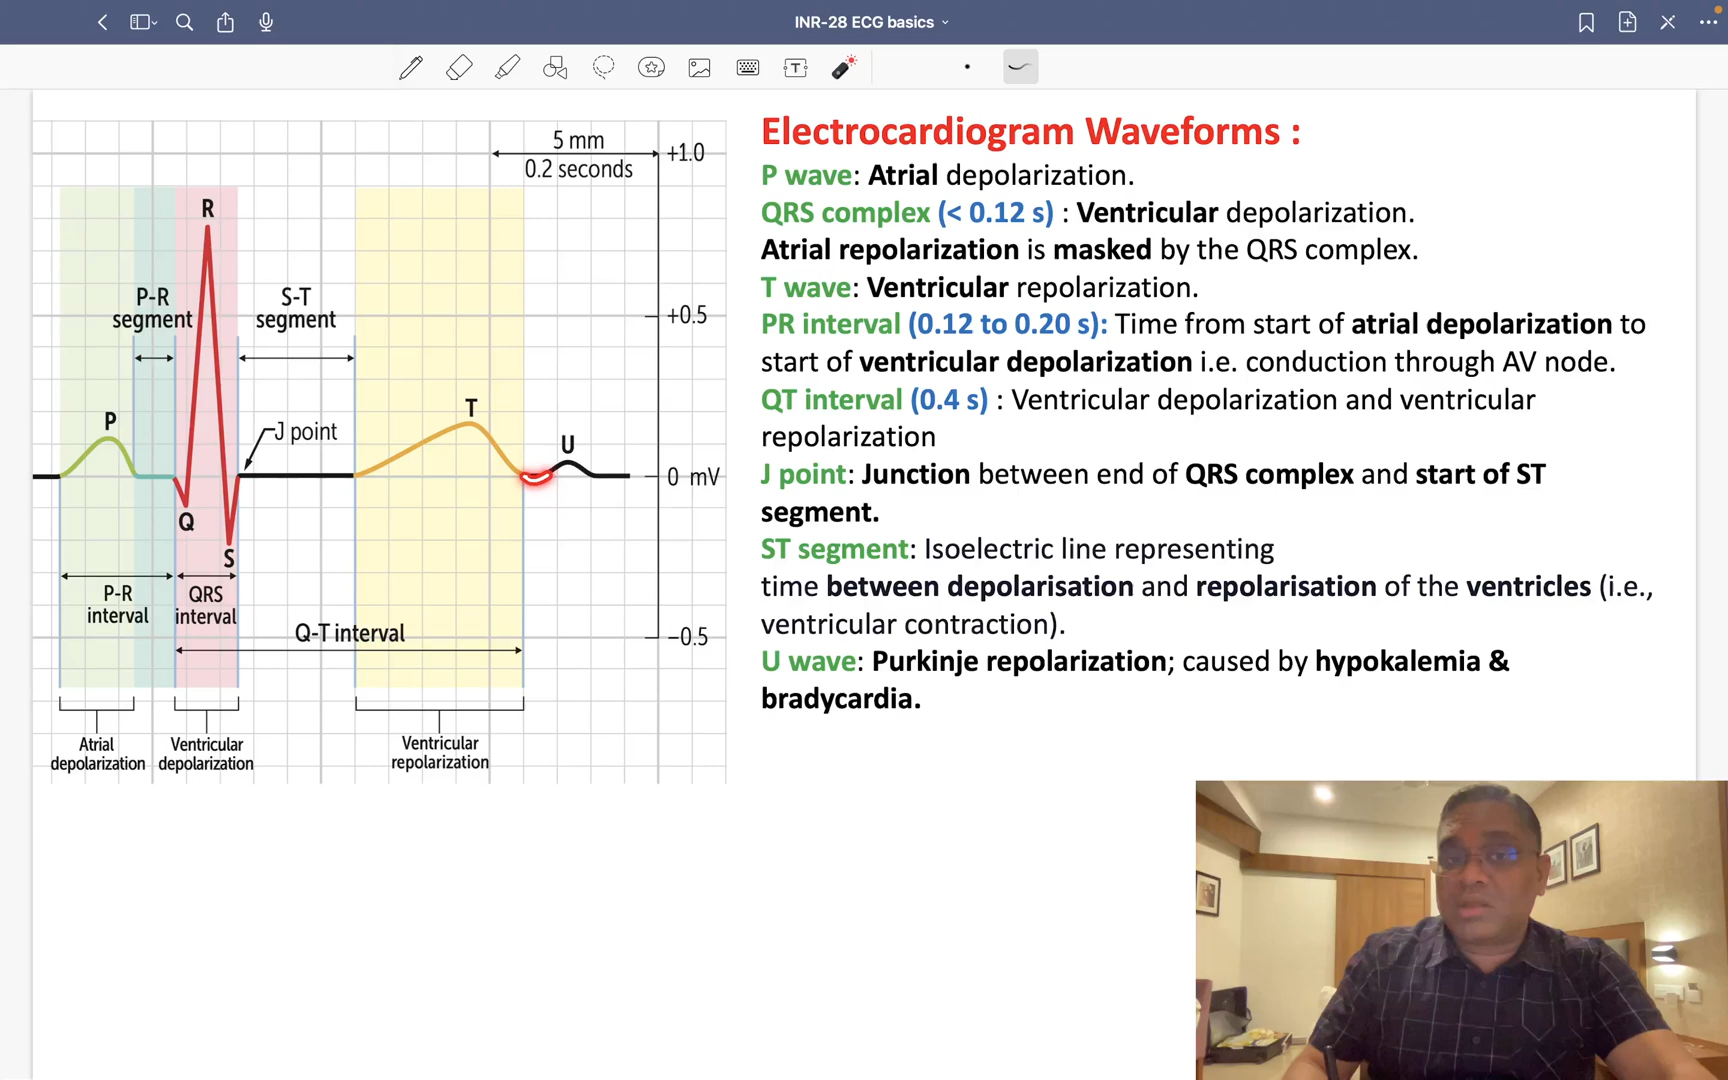 INR-28 ECG basics
5 mm
0.2 seconds
+1.0
R
P-R
segment
S-T
segment
+0.5
P
J point
T
U
0 mV
Q
S
P-R
interval
QRS
interval
Q-T interval
−0.5
Atrial
depolarization
Ventricular
depolarization
Ventricular
repolarization
Electrocardiogram Waveforms :
P wave: Atrial depolarization.
QRS complex (< 0.12 s) : Ventricular depolarization.
Atrial repolarization is masked by the QRS complex.
T wave: Ventricular repolarization.
PR interval (0.12 to 0.20 s): Time from start of atrial depolarization to
start of ventricular depolarization i.e. conduction through AV node.
QT interval (0.4 s) : Ventricular depolarization and ventricular
repolarization
J point: Junction between end of QRS complex and start of ST
segment.
ST segment: Isoelectric line representing
time between depolarisation and repolarisation of the ventricles (i.e.,
ventricular contraction).
U wave: Purkinje repolarization; caused by hypokalemia &
bradycardia.